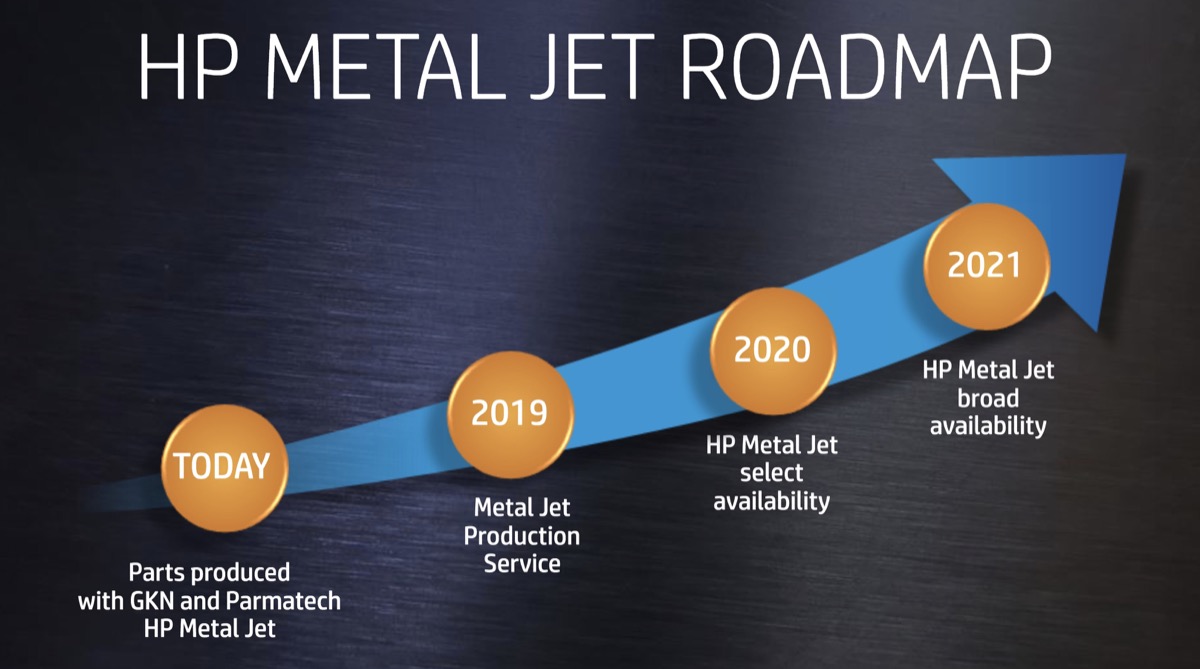 HP METAL JET ROADMAP
TODAY
Parts produced
with GKN and Parmatech
HP Metal Jet
2019
Metal Jet
Production
Service
2020
HP Metal Jet
select
availability
2021
HP Metal Jet
broad
availability